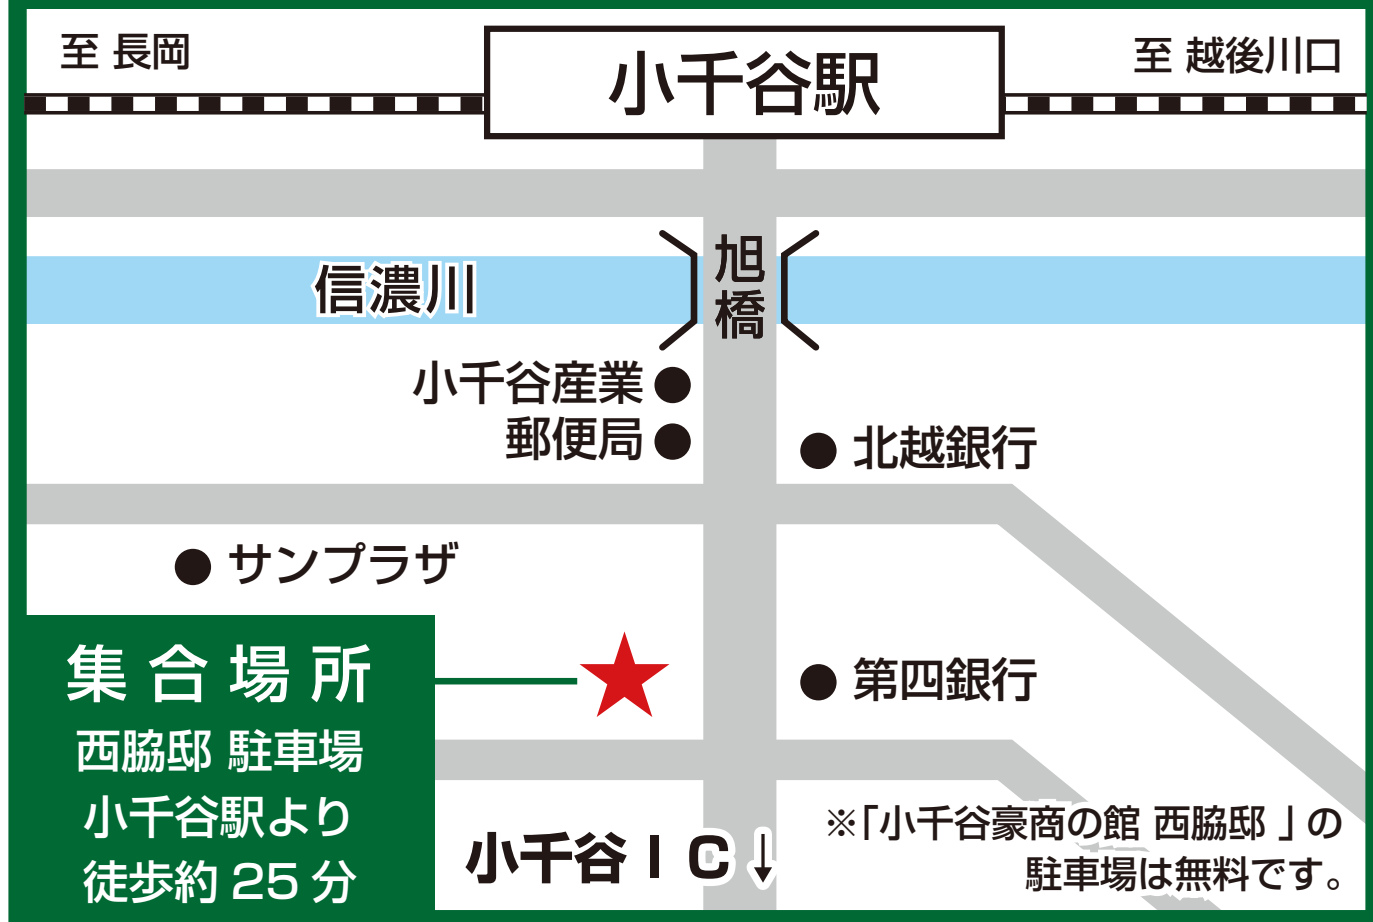 至 長岡
小千谷駅
至 越後川口
信濃川
旭橋
小千谷産業
郵便局
北越銀行
サンプラザ
集合場所
西脇邸 駐車場
小千谷駅より
徒歩約 25 分
第四銀行
小千谷ＩＣ↓
※「小千谷豪商の館 西脇邸 」の
駐車場は無料です。